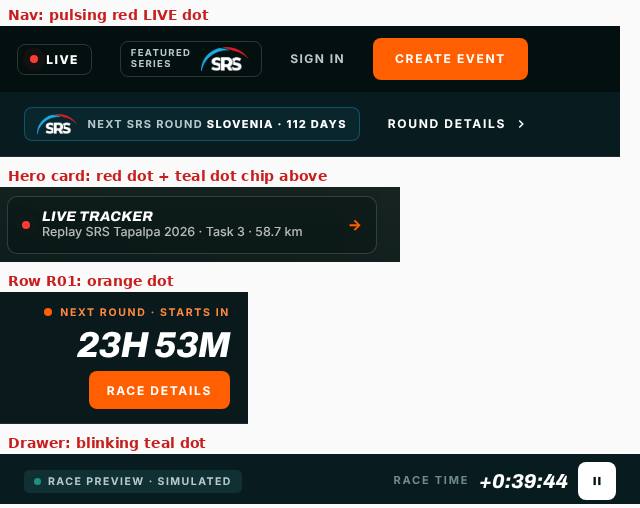 Nav: pulsing red LIVE dot
LIVE
FEATURED
SERIES
SRS
SIGN IN
CREATE EVENT
SRS NEXT SRS ROUND SLOVENIA · 112 DAYS
ROUND DETAILS
Hero card: red dot + teal dot chip above
LIVE TRACKER
Replay SRS Tapalpa 2026 · Task 3 · 58.7 km
Row R01: orange dot
NEXT ROUND · STARTS IN
23H 53M
RACE DETAILS
Drawer: blinking teal dot
RACE PREVIEW · SIMULATED
RACE TIME +0:39:44